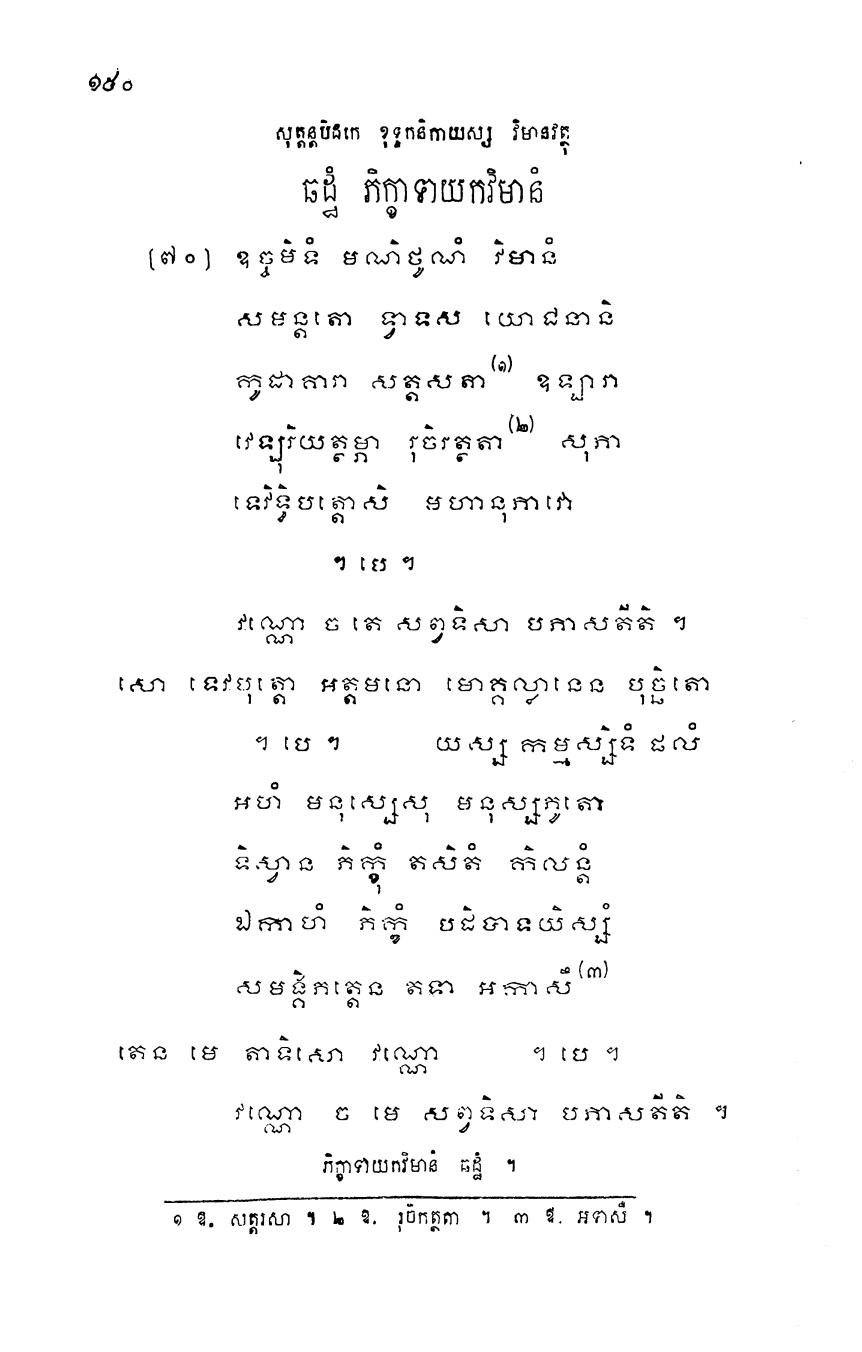 ១៥០
សុត្តន្តបិដកេ ខុទ្ទកនិកាយស្ស វិមានវត្ថុ
ឆដ្ឋំ ភិក្ខាទាយកវិមានំ
(៧០) ឧច្ចមិទំ មណិថូណំ វិមានំ
សមន្តតោ ទ្វាទស យោជនានិ
កូដាគារា សត្តសតា(១) ឧឡារា
វេឡុរិយត្ថម្ភា រុចិរត្ថតា(២) សុភា
ទេវិទ្ធិបត្តោសិ មហានុភាវោ
។ បេ ។
វណ្ណោ ច តេ សព្វទិសា បភាសតីតិ ។
សោ ទេវបុត្តោ អត្តមនោ មោគ្គល្លានេន បុច្ឆិតោ
។ បេ ។ យស្ស កម្មស្សិទំ ផលំ
អហំ មនុស្សេសុ មនុស្សភូតោ
ទិស្វាន ភិក្ខុំ តសិតំ កិលន្តំ
ឯកាហំ ភិក្ខំ បដិបាទយិស្សំ
សមង្គិភត្តេន តទា អកាសឹ(៣)
តេន មេ តាទិសោ វណ្ណោ ។ បេ ។
វណ្ណោ ច មេ សព្វទិសា បភាសតីតិ ។
ភិក្ខាទាយកវិមានំ ឆដ្ឋំ ។
១ ឱ. សត្តរសា ។ ២ ឱ. រុចិកត្ថតា ។ ៣ ឱ. អទាសឹ ។